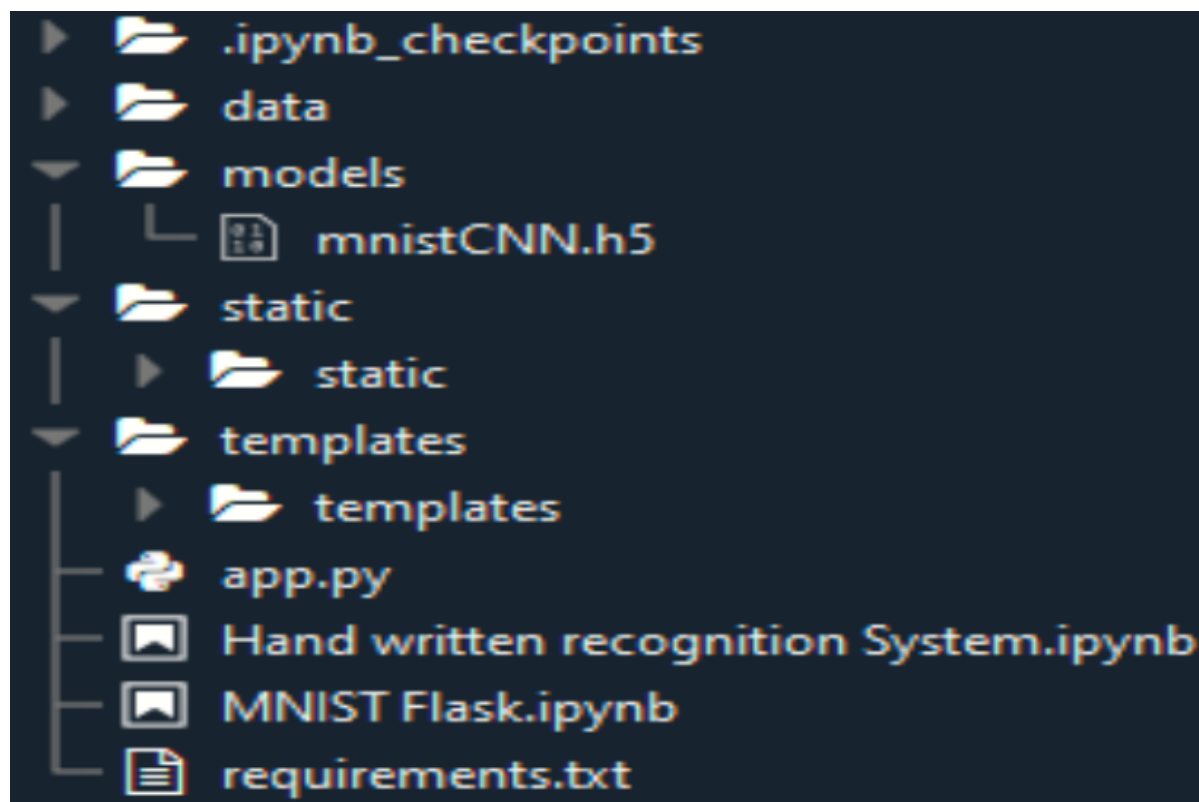 .ipynb_checkpoints
data
models
mnistCNN.h5
static
static
templates
templates
app.py
Hand written recognition System.ipynb
MNIST Flask.ipynb
requirements.txt